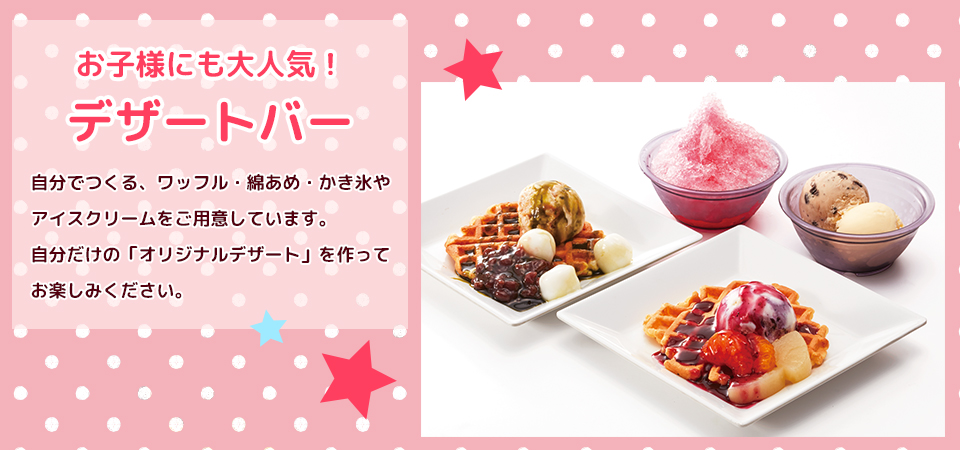 お子様にも大人気！
デザートバー
自分でつくる、ワッフル・綿あめ・かき氷や
アイスクリームをご用意しています。
自分だけの「オリジナルデザート」を作って
お楽しみください。